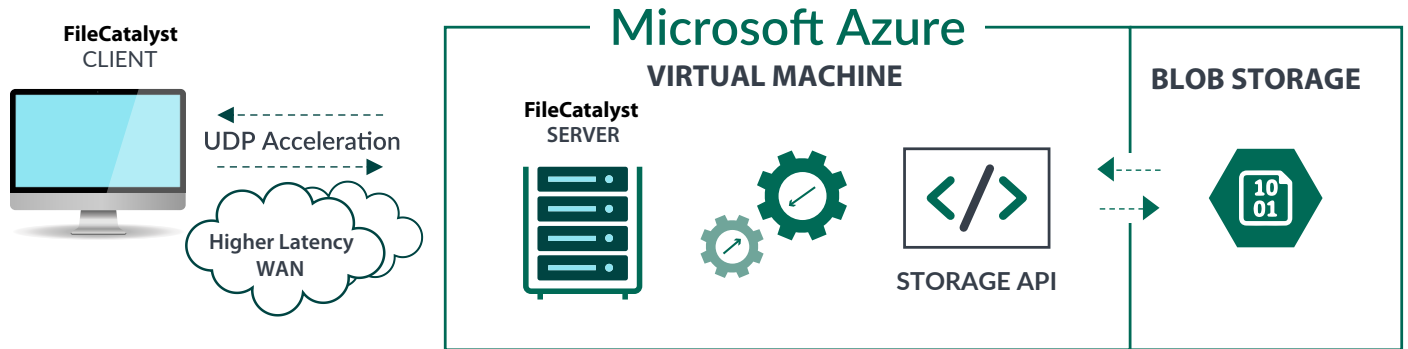 FileCatalyst
CLIENT
UDP Acceleration
Higher Latency
WAN
Microsoft Azure
VIRTUAL MACHINE
FileCatalyst
SERVER
</>
STORAGE API
BLOB STORAGE
10
01